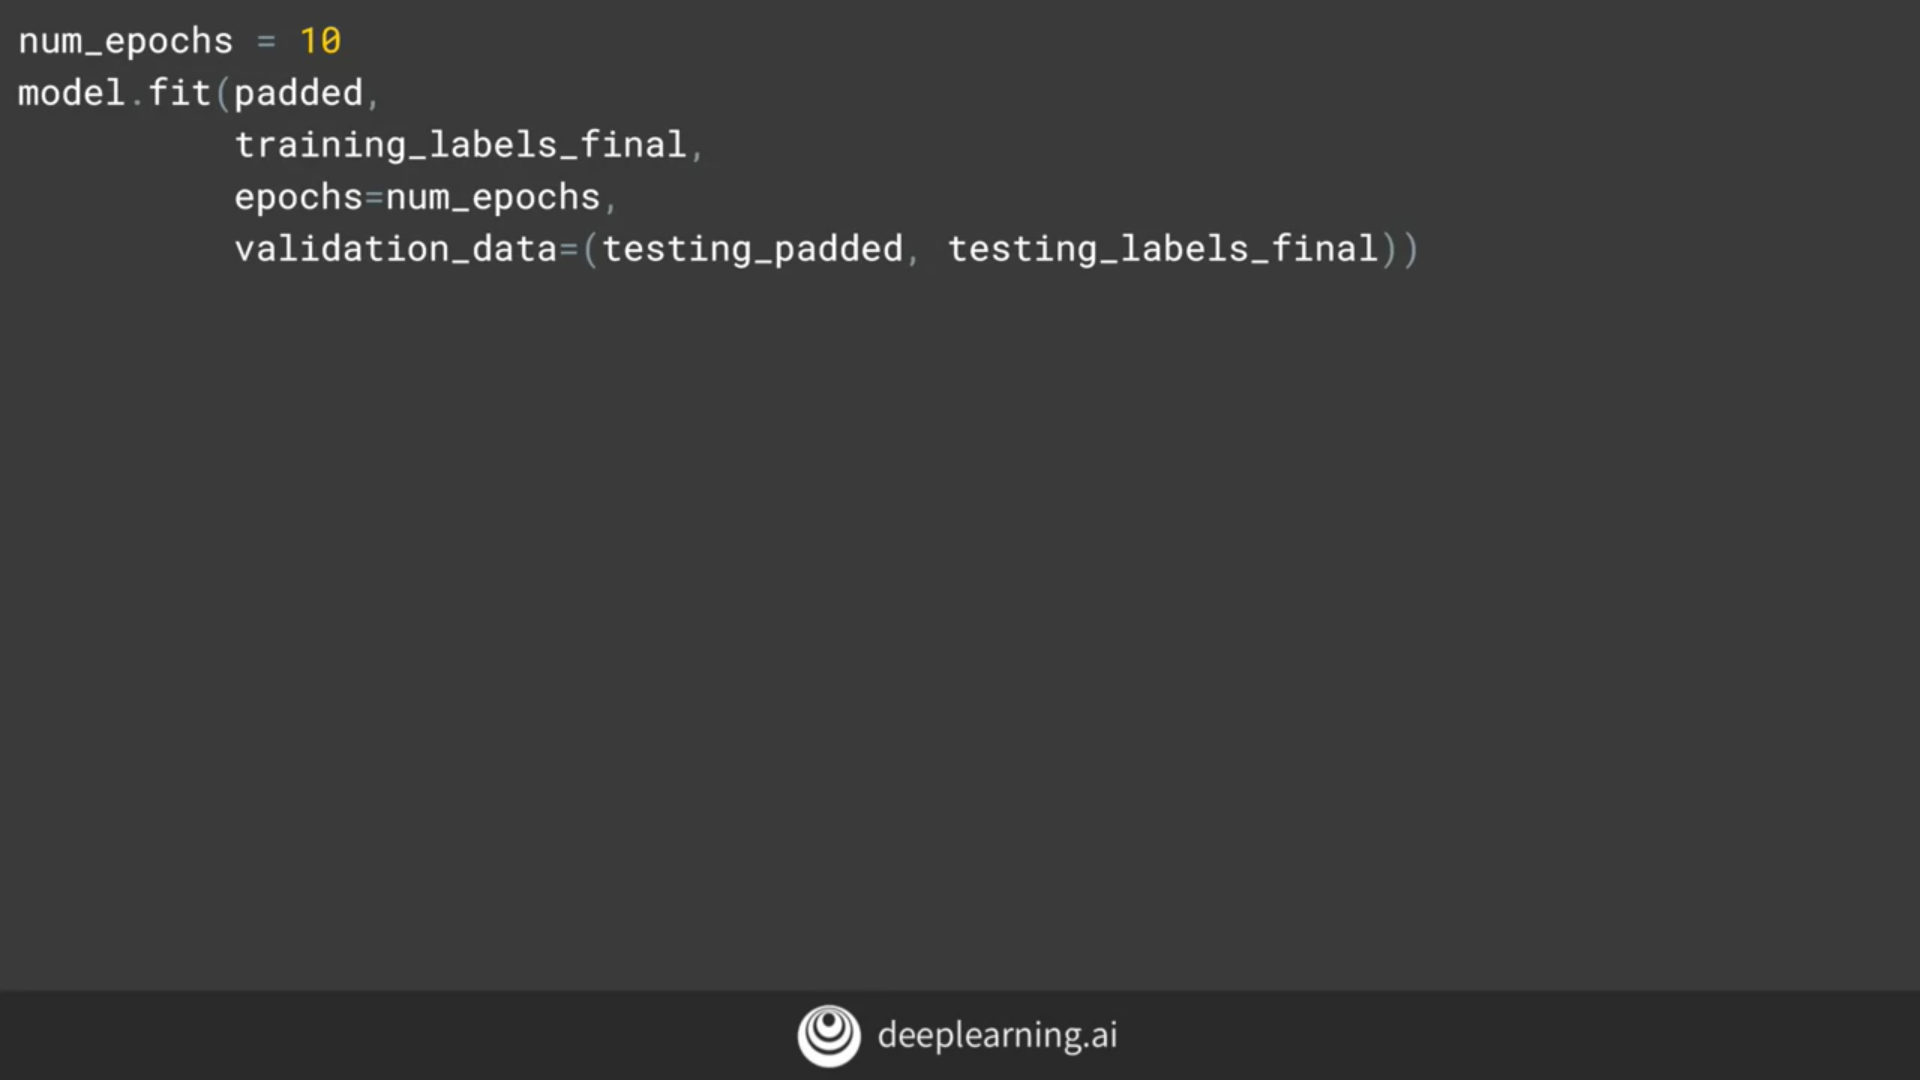 num_epochs = 10
model.fit(padded,
training_labels_final,
epochs=num_epochs,
validation_data=(testing_padded, testing_labels_final))
deeplearning.ai